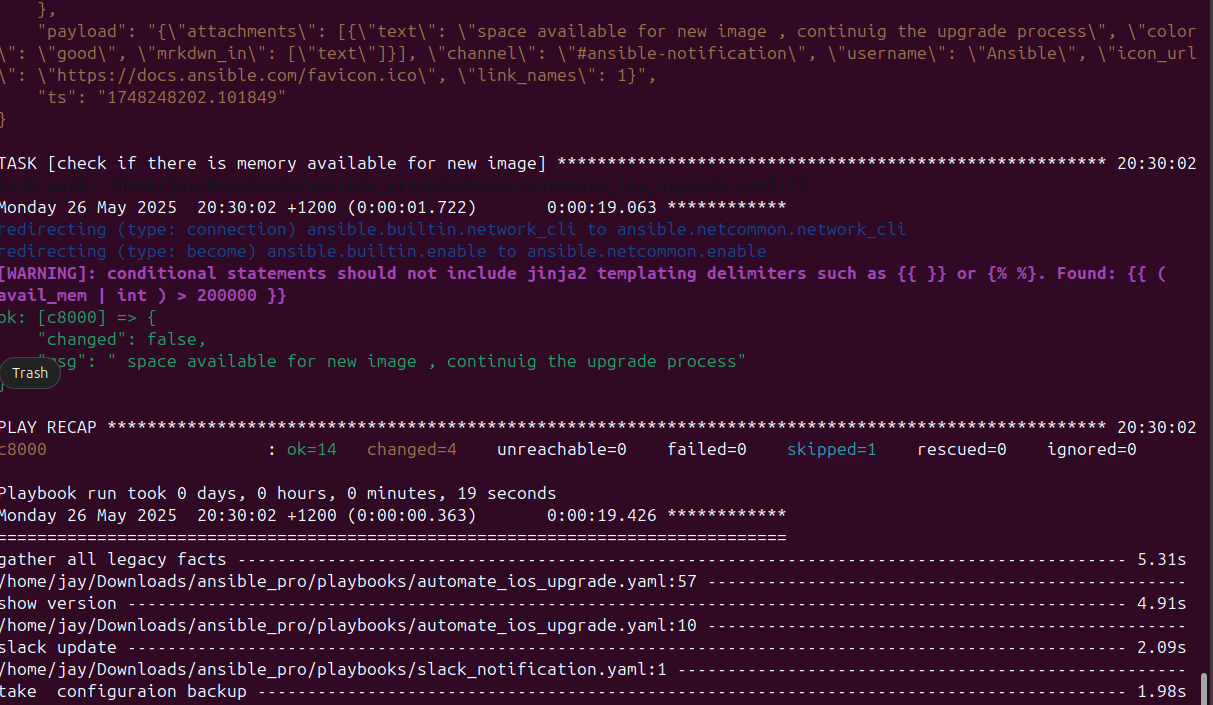 },
"payload": "{\"attachments\": [{\"text\": \"space available for new image , continuig the upgrade process\", \"color
\": \"good\", \"mrkdwn_in\": [\"text\"]}], \"channel\": \"#ansible-notification\", \"username\": \"Ansible\", \"icon_url
\": \"https://docs.ansible.com/favicon.ico\", \"link_names\": 1}",
"ts": "1748248202.101849"
}
TASK [check if there is memory available for new image] ******************************************************* 20:30:02
task path: /home/jay/Downloads/ansible_pro/playbooks/automate_ios_upgrade.yaml:
Monday 26 May 2025  20:30:02 +1200 (0:00:01.722)       0:00:19.063 ************
redirecting (type: connection) ansible.builtin.network_cli to ansible.netcommon.network_cli
redirecting (type: become) ansible.builtin.enable to ansible.netcommon.enable
[WARNING]: conditional statements should not include jinja2 templating delimiters such as {{ }} or {% %}. Found: {{ (
avail_mem | int ) > 200000 }}
ok: [c8000] => {
"changed": false,
"msg": " space available for new image , continuig the upgrade process"
Trash
}
PLAY RECAP **************************************************************************************************** 20:30:02
c8000                      : ok=14   changed=4    unreachable=0    failed=0    skipped=1    rescued=0    ignored=0
Playbook run took 0 days, 0 hours, 0 minutes, 19 seconds
Monday 26 May 2025  20:30:02 +1200 (0:00:00.363)       0:00:19.426 ************
===============================================================================
gather all legacy facts ----------------------------------------------------------------------------------------- 5.31s
/home/jay/Downloads/ansible_pro/playbooks/automate_ios_upgrade.yaml:57 ------------------------------------------------
show version ---------------------------------------------------------------------------------------------------- 4.91s
/home/jay/Downloads/ansible_pro/playbooks/automate_ios_upgrade.yaml:10 ------------------------------------------------
slack update ---------------------------------------------------------------------------------------------------- 2.09s
/home/jay/Downloads/ansible_pro/playbooks/slack_notification.yaml:1 ---------------------------------------------------
take  configuraion backup --------------------------------------------------------------------------------------- 1.98s